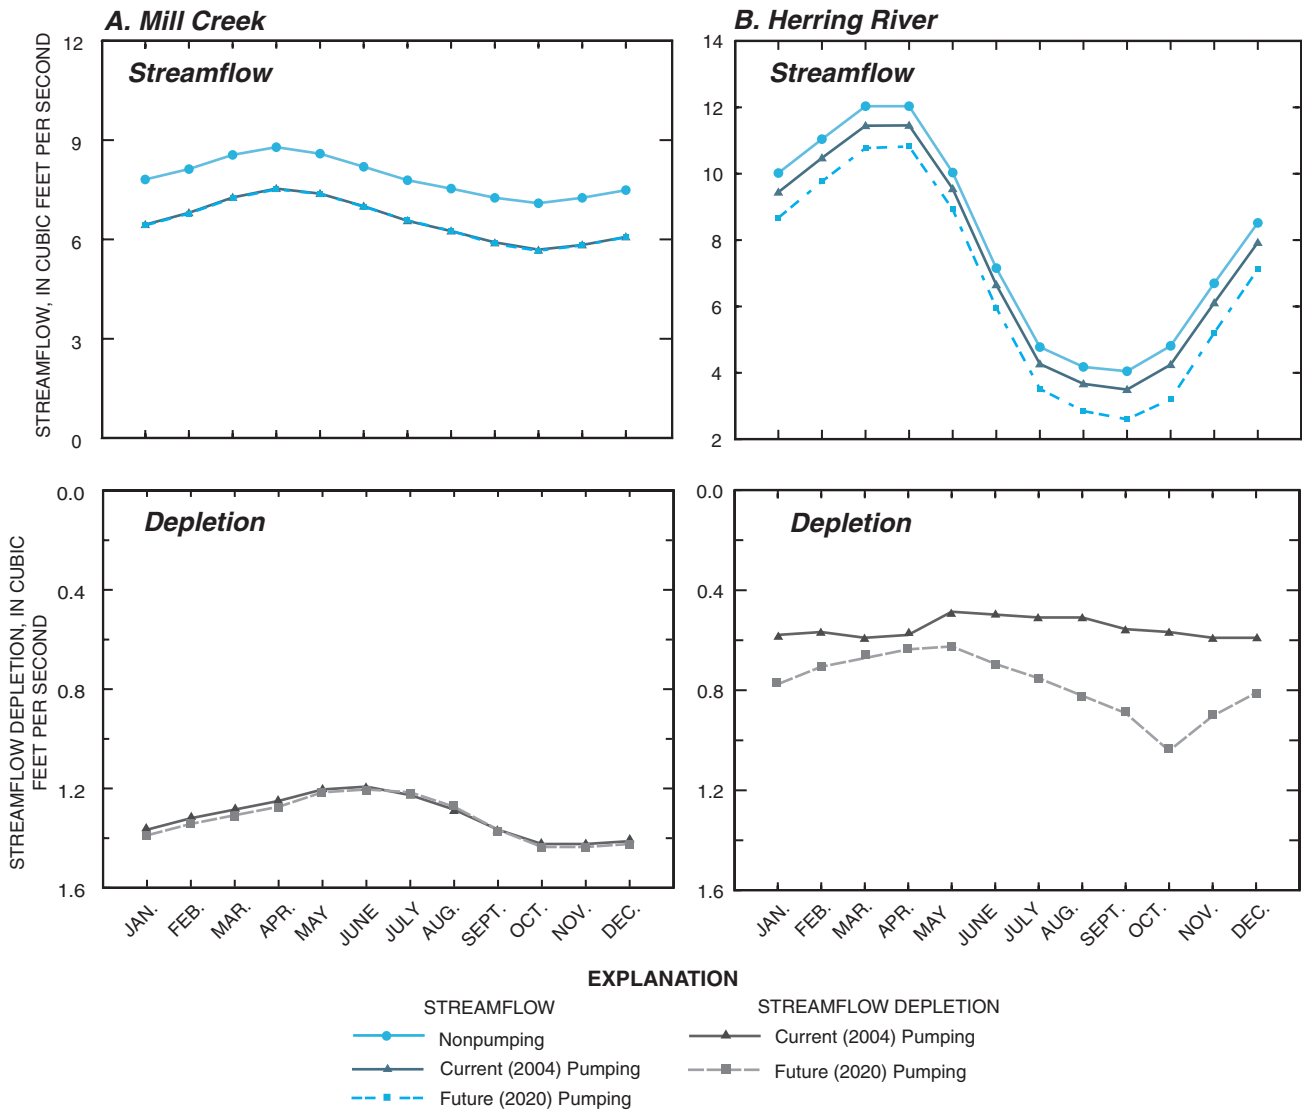 A. Mill Creek
B. Herring River
STREAMFLOW, IN CUBIC FEET PER SECOND
12
9
6
3
0
Streamflow
14
12
10
8
6
4
2
Streamflow
STREAMFLOW DEPLETION, IN CUBIC
FEET PER SECOND
0.0
0.4
0.8
1.2
1.6
Depletion
0.0
0.4
0.8
1.2
1.6
Depletion
JAN. FEB. MAR. APR. MAY JUNE JULY AUG. SEPT. OCT. NOV. DEC.
JAN. FEB. MAR. APR. MAY JUNE JULY AUG. SEPT. OCT. NOV. DEC.
EXPLANATION
STREAMFLOW
Nonpumping
Current (2004) Pumping
Future (2020) Pumping
STREAMFLOW DEPLETION
Current (2004) Pumping
Future (2020) Pumping